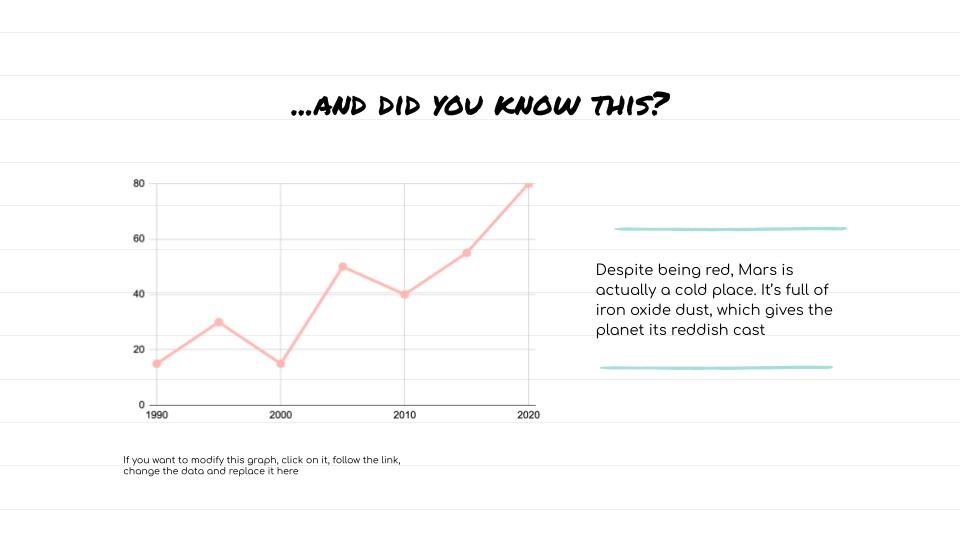 ...AND DID YOU KNOW THIS?
80
60
40
20
0
1990 2000 2010 2020
Despite being red, Mars is
actually a cold place. It’s full of
iron oxide dust, which gives the
planet its reddish cast
If you want to modify this graph, click on it, follow the link,
change the data and replace it here